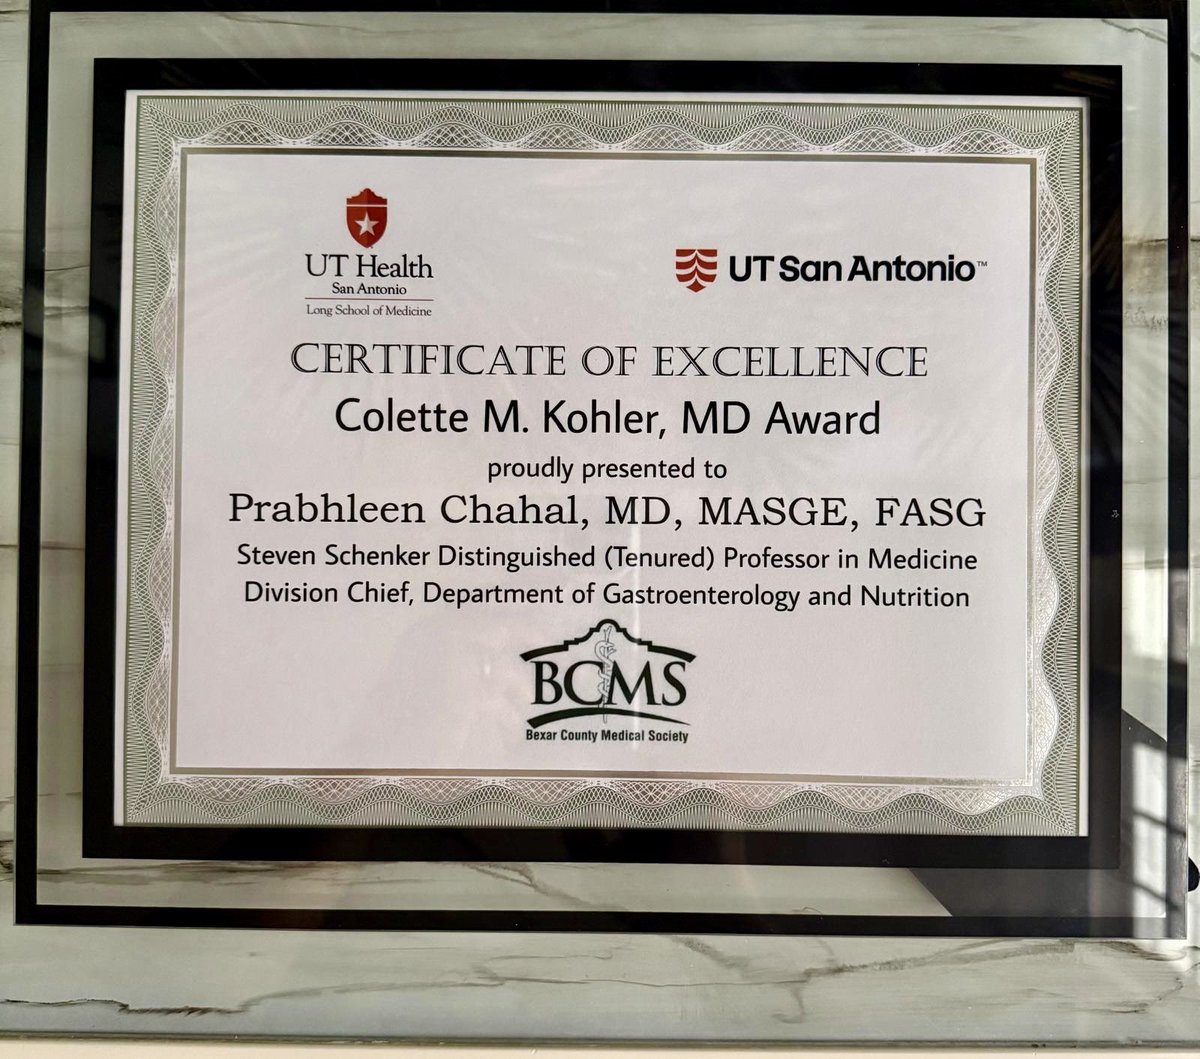 UT Health
San Antonio
Long School of Medicine
UT San Antonio™
CERTIFICATE OF EXCELLENCE
Colette M. Kohler, MD Award
proudly presented to
Prabhleen Chahal, MD, MASGE, FASG
Steven Schenker Distinguished (Tenured) Professor in Medicine
Division Chief, Department of Gastroenterology and Nutrition
BCMS
Bexar County Medical Society